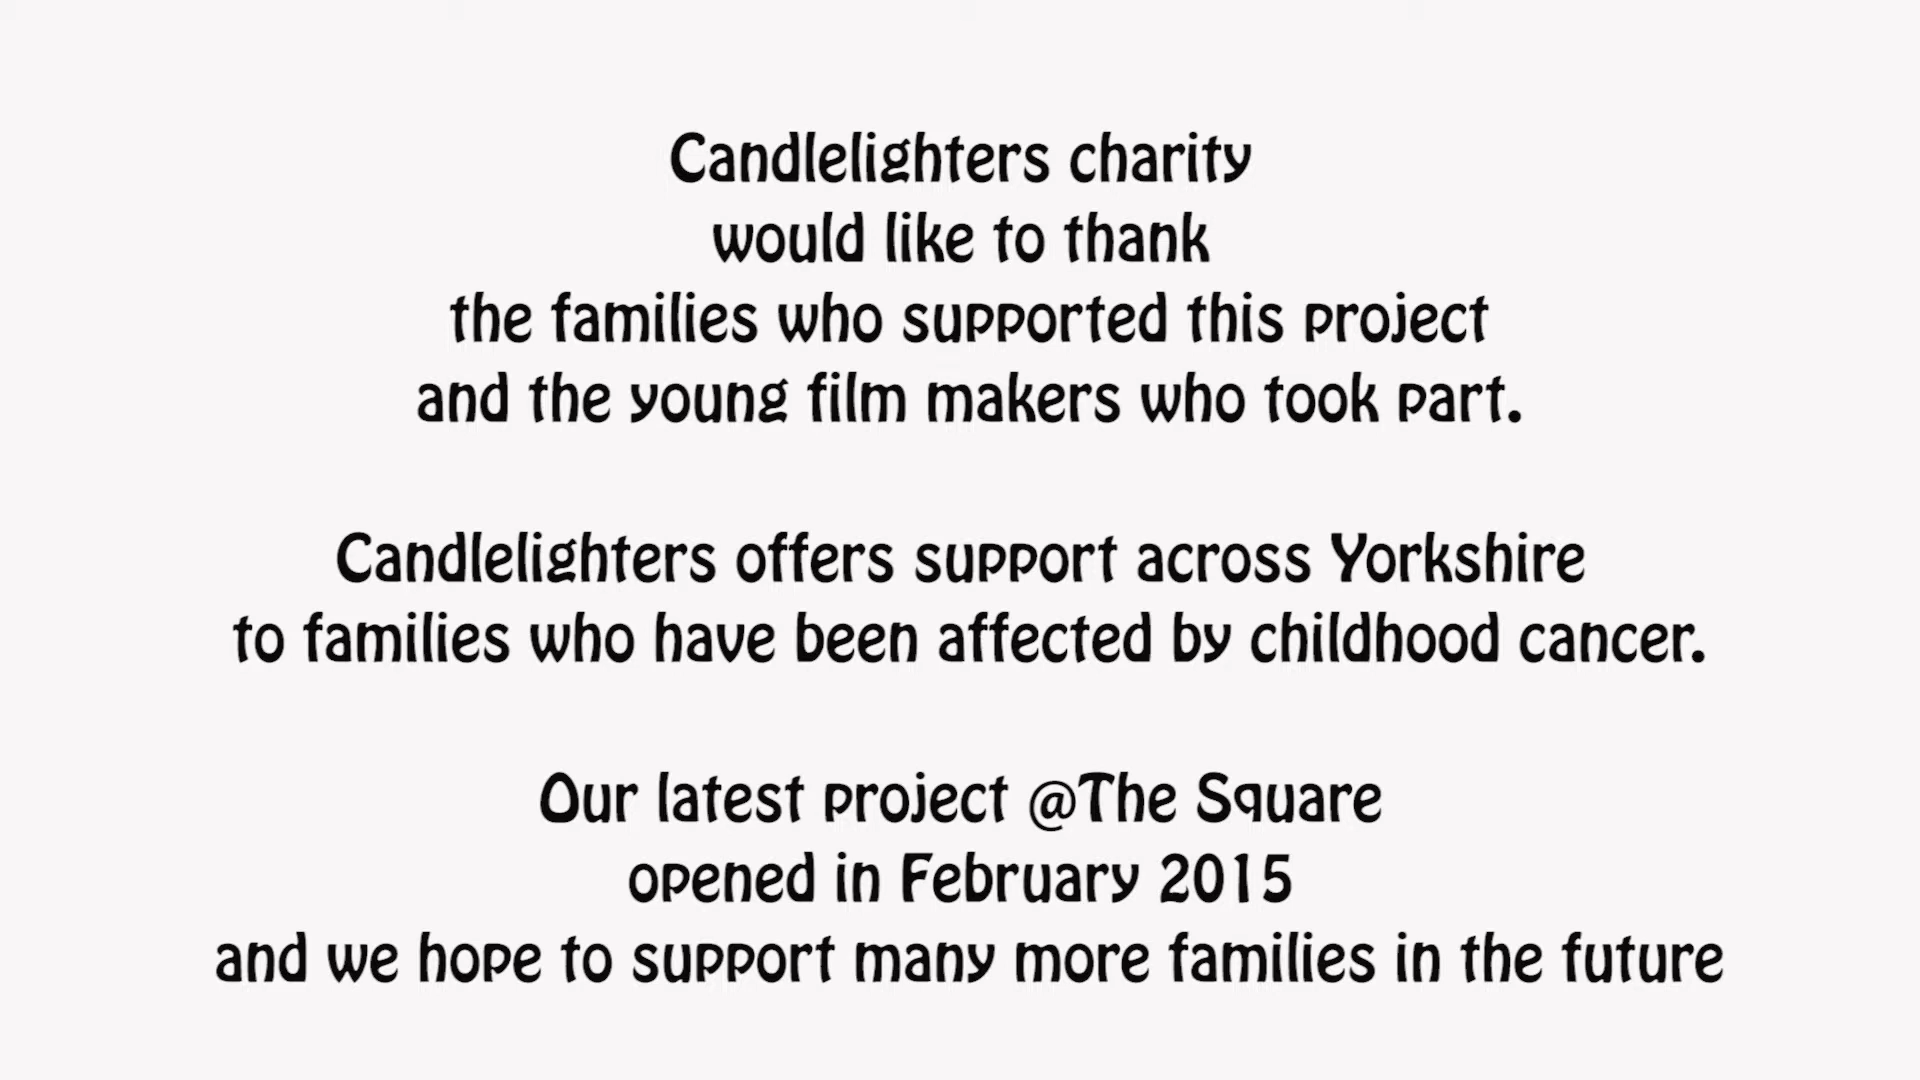 Candlelighters charity
would like to thank
the families who supported this project
and the young film makers who took part.
Candlelighters offers support across Yorkshire
to families who have been affected by childhood cancer.
Our latest project @The Square
opened in February 2015
and we hope to support many more families in the future